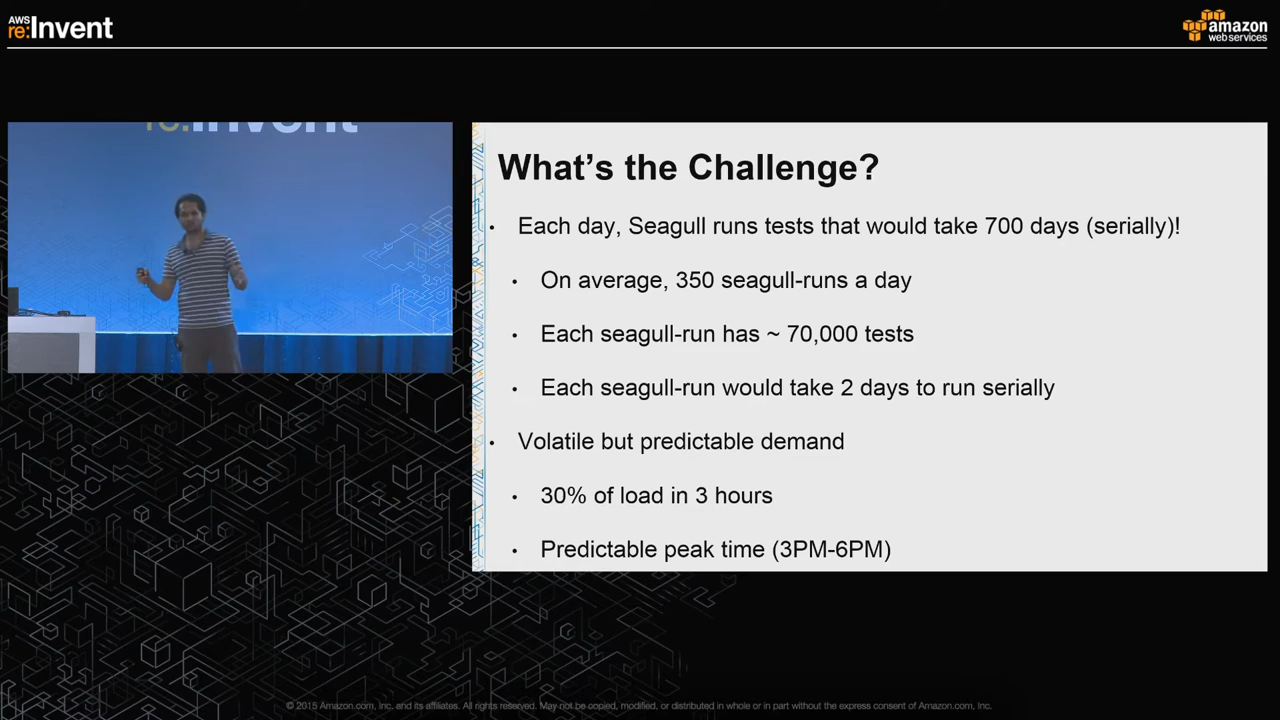 AWS
re:Invent
amazon
web services
re:Invent
What's the Challenge?
• Each day, Seagull runs tests that would take 700 days (serially)!
• On average, 350 seagull-runs a day
• Each seagull-run has ~ 70,000 tests
• Each seagull-run would take 2 days to run serially
• Volatile but predictable demand
• 30% of load in 3 hours
• Predictable peak time (3PM-6PM)
© 2015 Amazon.com, Inc. and its affiliates. All rights reserved. May not be copied, modified, or distributed in whole or in part without the express consent of Amazon.com, Inc.